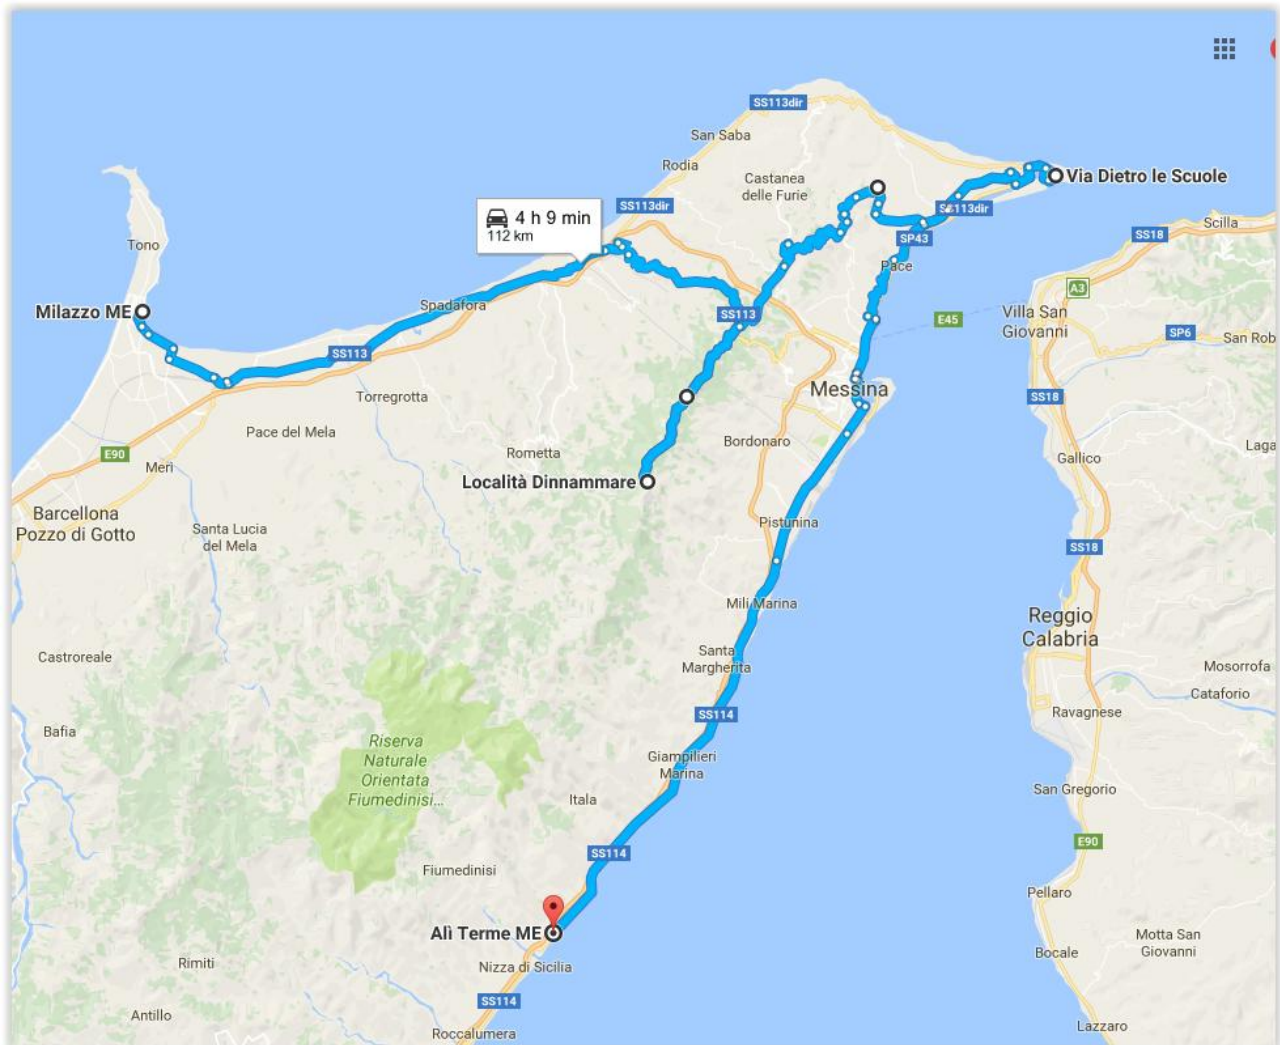 SS113dir
San Saba
Rodia
Castanea
delle Furie
Via Dietro le Scuole
SS113dir
SS113dir
4 h 9 min
112 km
Scilla
SS18
SP43
Tono
Pace
A3
Milazzo ME
Spadafora
SS113
E45
Villa San
Giovanni
SP6
San Rob
SS113
Torregrotta
Messina
SS18
Pace del Mela
Bordonaro
Laga
E90
Merì
Rometta
Gallico
Località Dinnammare
Barcellona
Pozzo di Gotto
Santa Lucia
del Mela
Pistunina
SS18
Mili Marina
Reggio
Calabria
Castroreale
Santa
Margherita
Mosorrofa
Cataforio
SS114
Ravagnese
Bafia
Riserva
Naturale
Orientata
Fiumedinisi...
Giampilieri
Marina
Itala
San Gregorio
E90
SS114
Fiumedinisi
Pellaro
Alì Terme ME
Motta San
Giovanni
Bocale
Rimiti
Nizza di Sicilia
SS114
Antillo
Roccalumera
Lazzaro